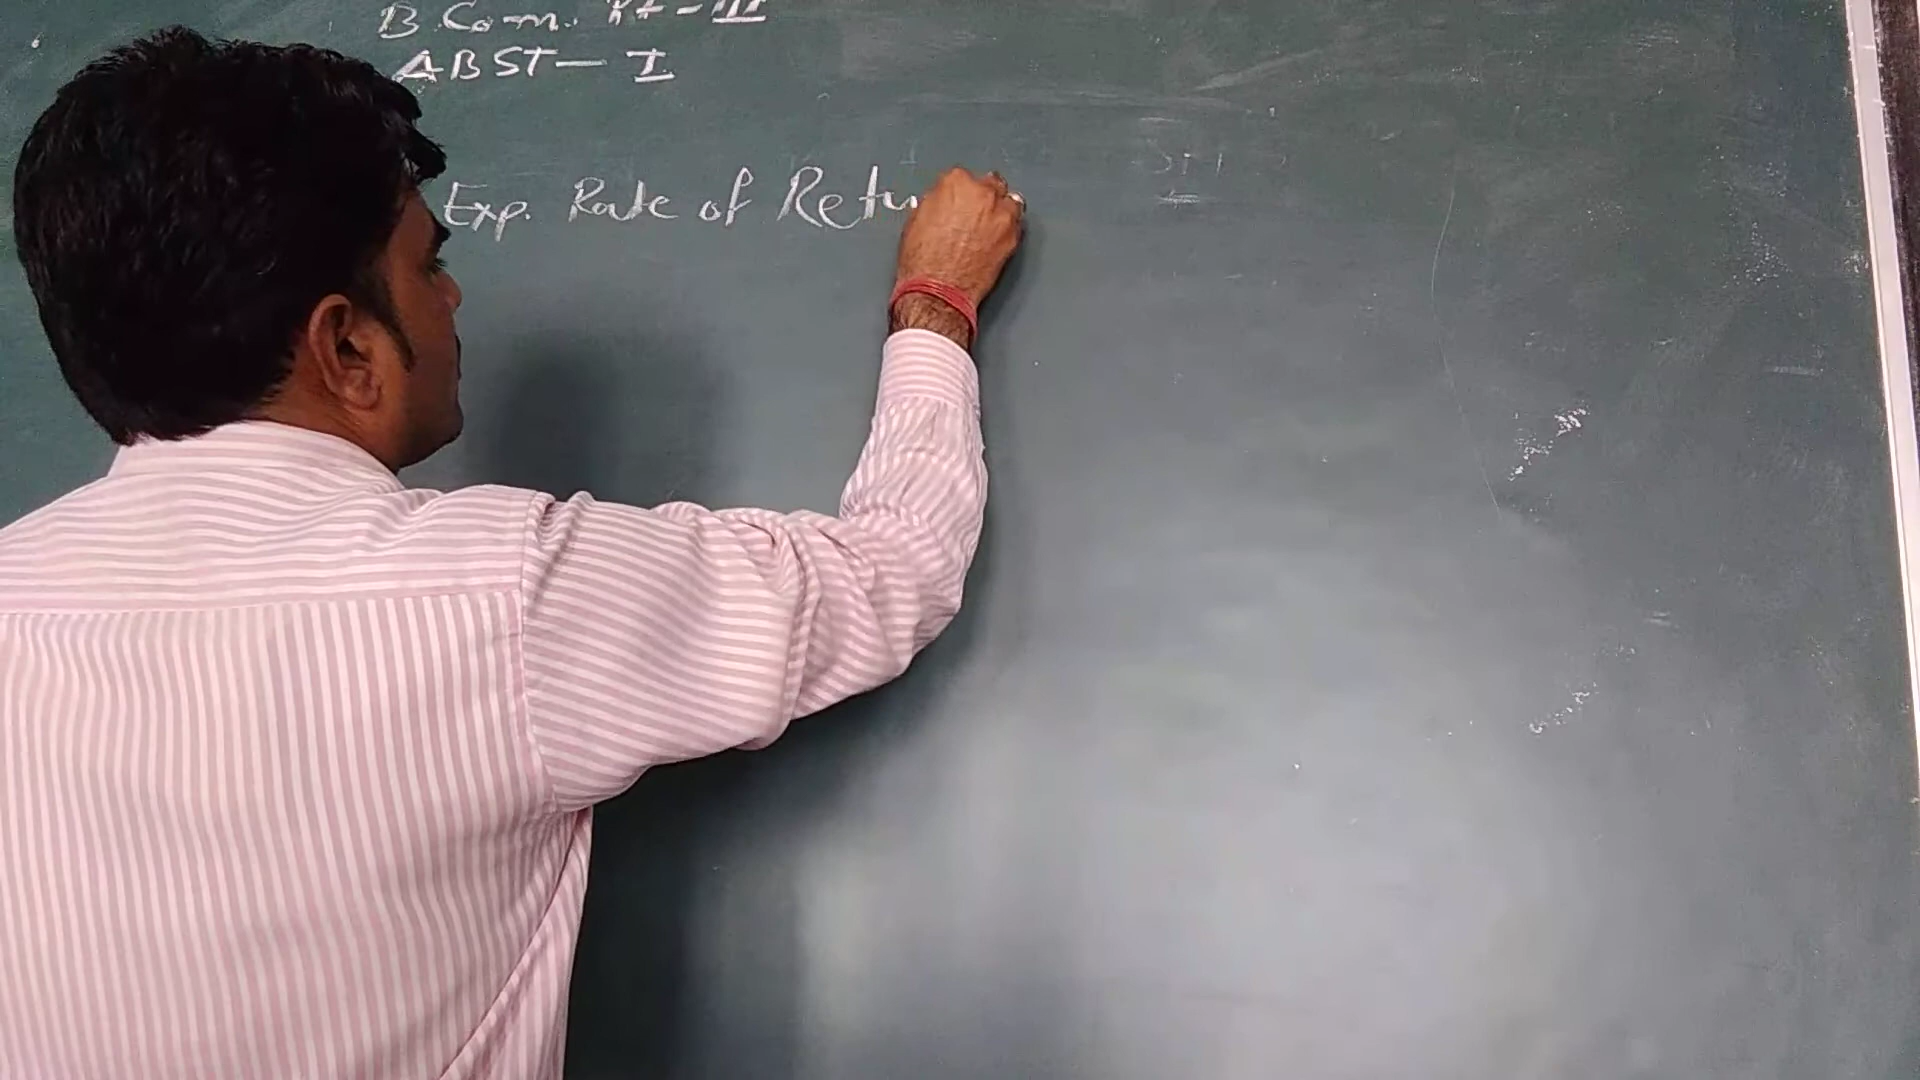 B.Com. Pt-III
ABST-I
Exp. Rate of Retu